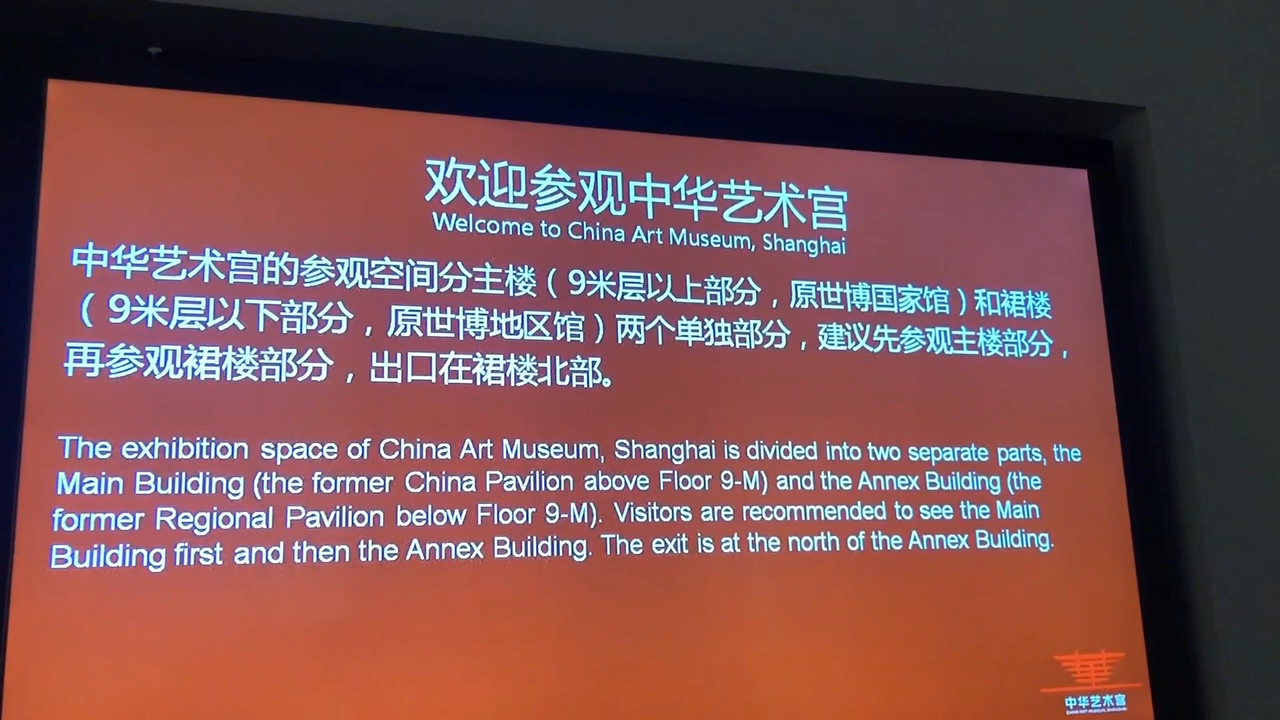 欢迎参观中华艺术宫
Welcome to China Art Museum, Shanghai
中华艺术宫的参观空间分主楼（9米层以上部分，原世博国家馆）和裙楼
（9米层以下部分，原世博地区馆）两个单独部分，建议先参观主楼部分，
再参观裙楼部分，出口在裙楼北部。
The exhibition space of China Art Museum, Shanghai is divided into two separate parts, the
Main Building (the former China Pavilion above Floor 9-M) and the Annex Building (the
former Regional Pavilion below Floor 9-M). Visitors are recommended to see the Main
Building first and then the Annex Building. The exit is at the north of the Annex Building.
中华艺术宫
CHINA ART MUSEUM, SHANGHAI